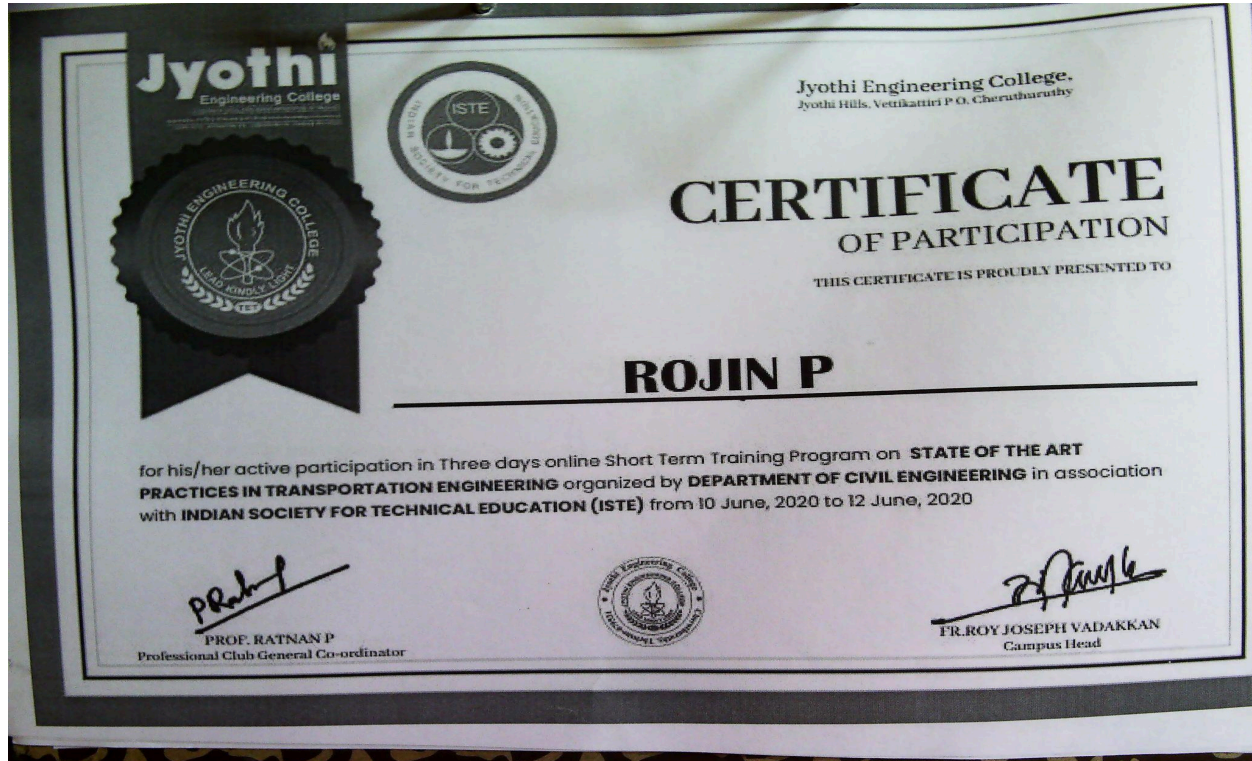 Jyothi
Engineering College
INDIAN SOCIETY FOR TECHNICAL EDUCATION
ISTE
Jyothi Engineering College,
Jyothi Hills, Vettikattiri P O, Cheruthuruthy
JYOTHI ENGINEERING COLLEGE
LEAD KINDLY LIGHT
TET
CERTIFICATE
OF PARTICIPATION
THIS CERTIFICATE IS PROUDLY PRESENTED TO
ROJIN P
for his/her active participation in Three days online Short Term Training Program on STATE OF THE ART
PRACTICES IN TRANSPORTATION ENGINEERING organized by DEPARTMENT OF CIVIL ENGINEERING in association
with INDIAN SOCIETY FOR TECHNICAL EDUCATION (ISTE) from 10 June, 2020 to 12 June, 2020
Jyothi Engineering College
PROF. RATNAN P
Professional Club General Co-ordinator
FR.ROY JOSEPH VADAKKAN
Campus Head